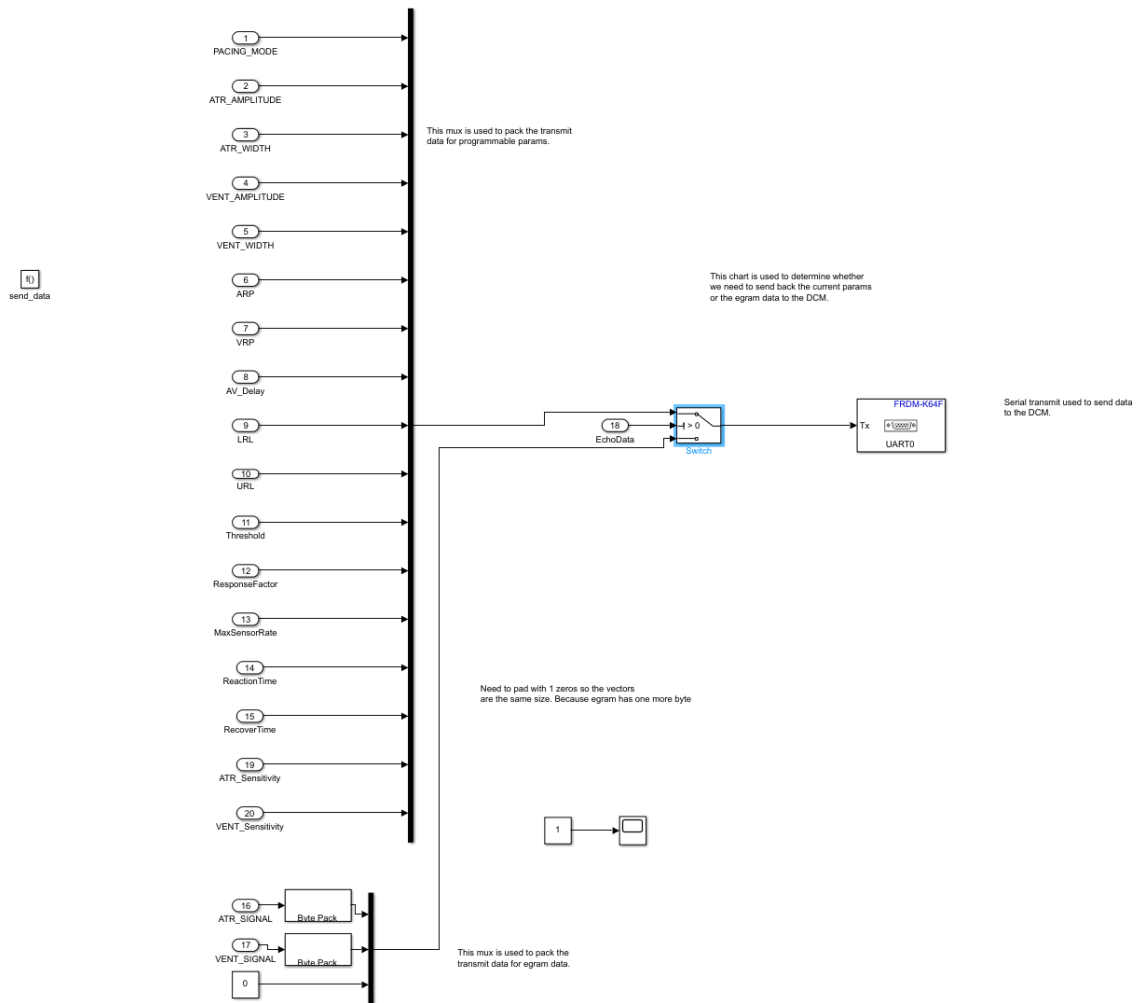 1
PACING_MODE
2
ATR_AMPLITUDE
3
ATR_WIDTH
This mux is used to pack the transmit
data for programmable params.
4
VENT_AMPLITUDE
5
VENT_WIDTH
f()
send_data
6
ARP
This chart is used to determine whether
we need to send back the current params
or the egram data to the DCM.
7
VRP
8
AV_Delay
9
LRL
18
EchoData
> 0
Switch
FRDM-K64F
Tx
UART0
Serial transmit used to send data
to the DCM.
10
URL
11
Threshold
12
ResponseFactor
13
MaxSensorRate
14
ReactionTime
Need to pad with 1 zeros so the vectors
are the same size. Because egram has one more byte
15
RecoverTime
19
ATR_Sensitivity
20
VENT_Sensitivity
1
16
ATR_SIGNAL
Byte Pack
17
VENT_SIGNAL
Byte Pack
This mux is used to pack the
transmit data for egram data.
0